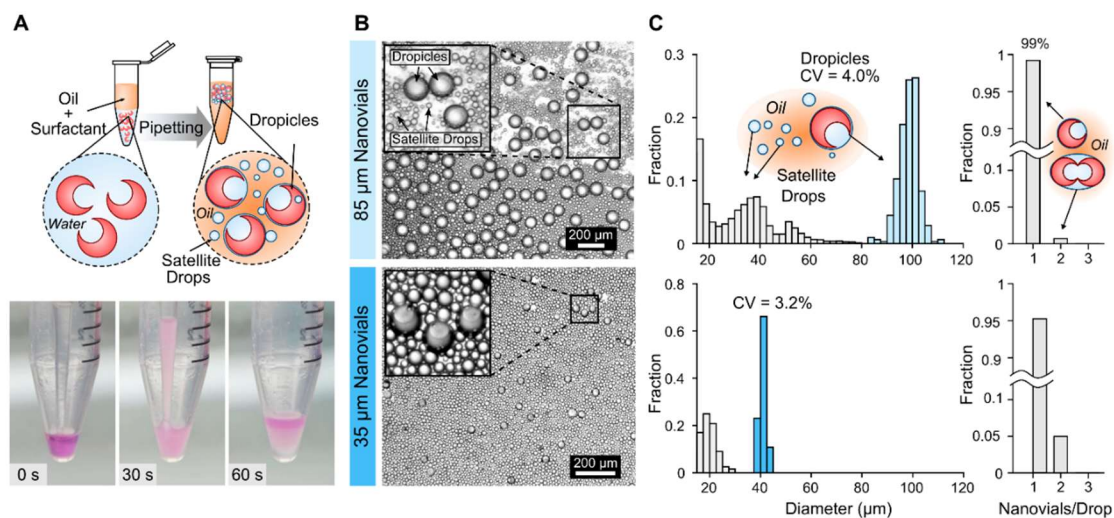 A
Oil
+
Surfactant
Pipetting
Dropicles
Water
Oil
Satellite
Drops
0 s
30 s
60 s
B
85 µm Nanovials
Dropicles
Satellite Drops
200 µm
35 µm Nanovials
200 µm
C
Fraction
0.3
0.2
0.1
0
20
40
60
80
100
Dropicles
CV = 4.0%
Oil
Satellite
Drops
99%
Fraction
1
0.95
0.9
0.1
0.05
0
1
2
3
Oil
Fraction
0.8
0.6
0.4
0.2
0
CV = 3.2%
20
40
60
80
100
120
Diameter (µm)
Fraction
0.95
0.9
0.1
0.05
0
1
2
3
Nanovials/Drop